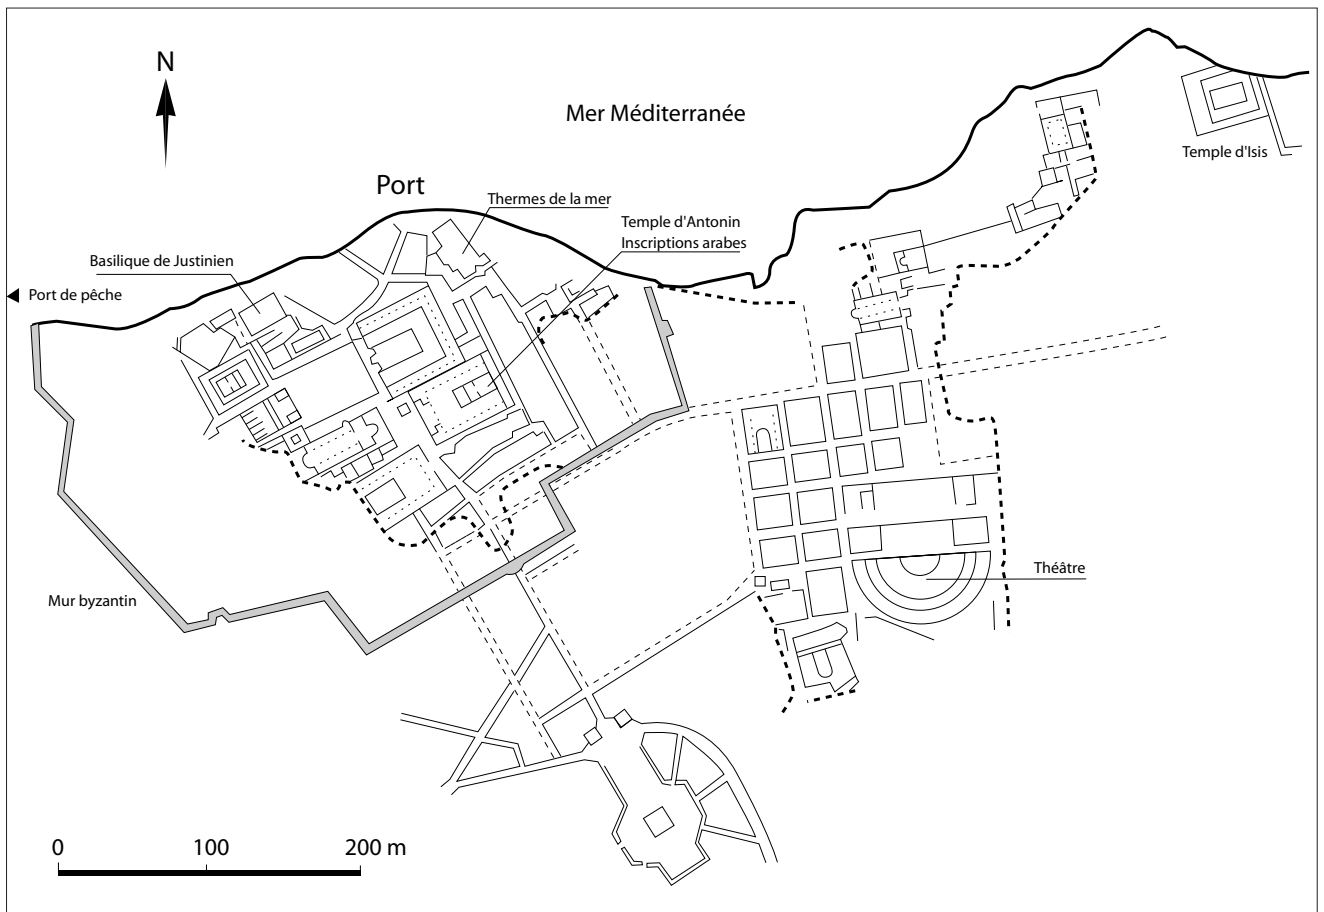 N
Mer Méditerranée
Temple d'Isis
Port
Thermes de la mer
Temple d'Antonin
Inscriptions arabes
Basilique de Justinien
Port de pêche
Théâtre
Mur byzantin
0 100 200 m